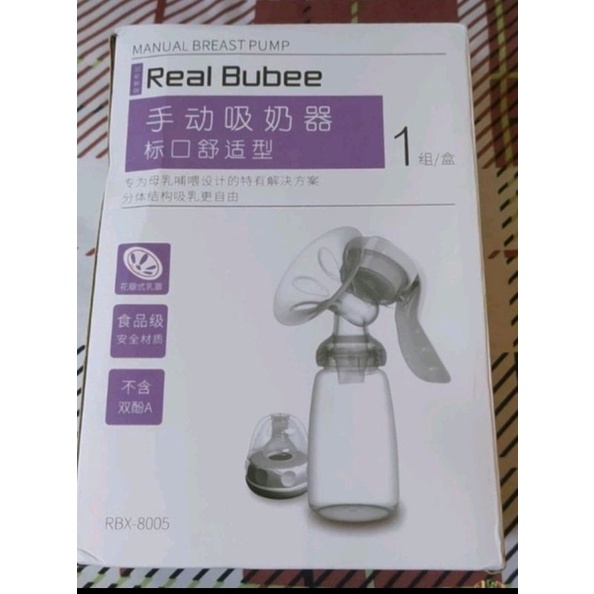 MANUAL BREAST PUMP
Real Bubee
手动吸奶器
标口舒适型
1组/盒
专为母乳哺喂设计的特有解决方案
分体结构吸乳更自由
花瓣式乳罩
食品级
安全材质
不含
双酚A
RBX-8005